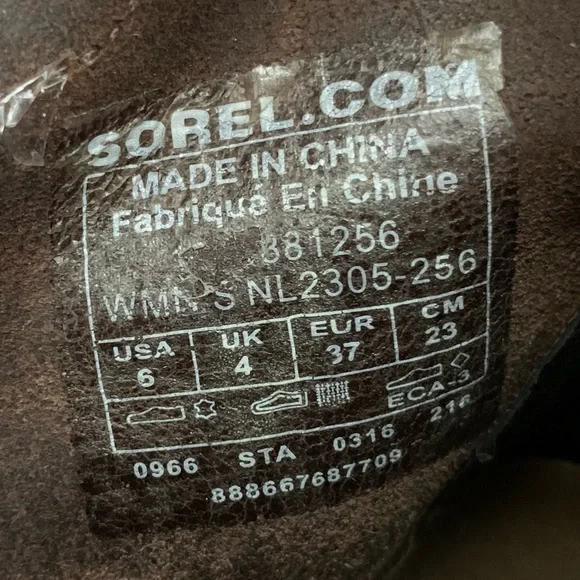 SOREL.COM
MADE IN CHINA
Fabriqué En Chine
881256
WMN'S NL2305-256
USA UK EUR CM
6 4 37 23
ECA-3
0966 STA 0316 216
888667687709